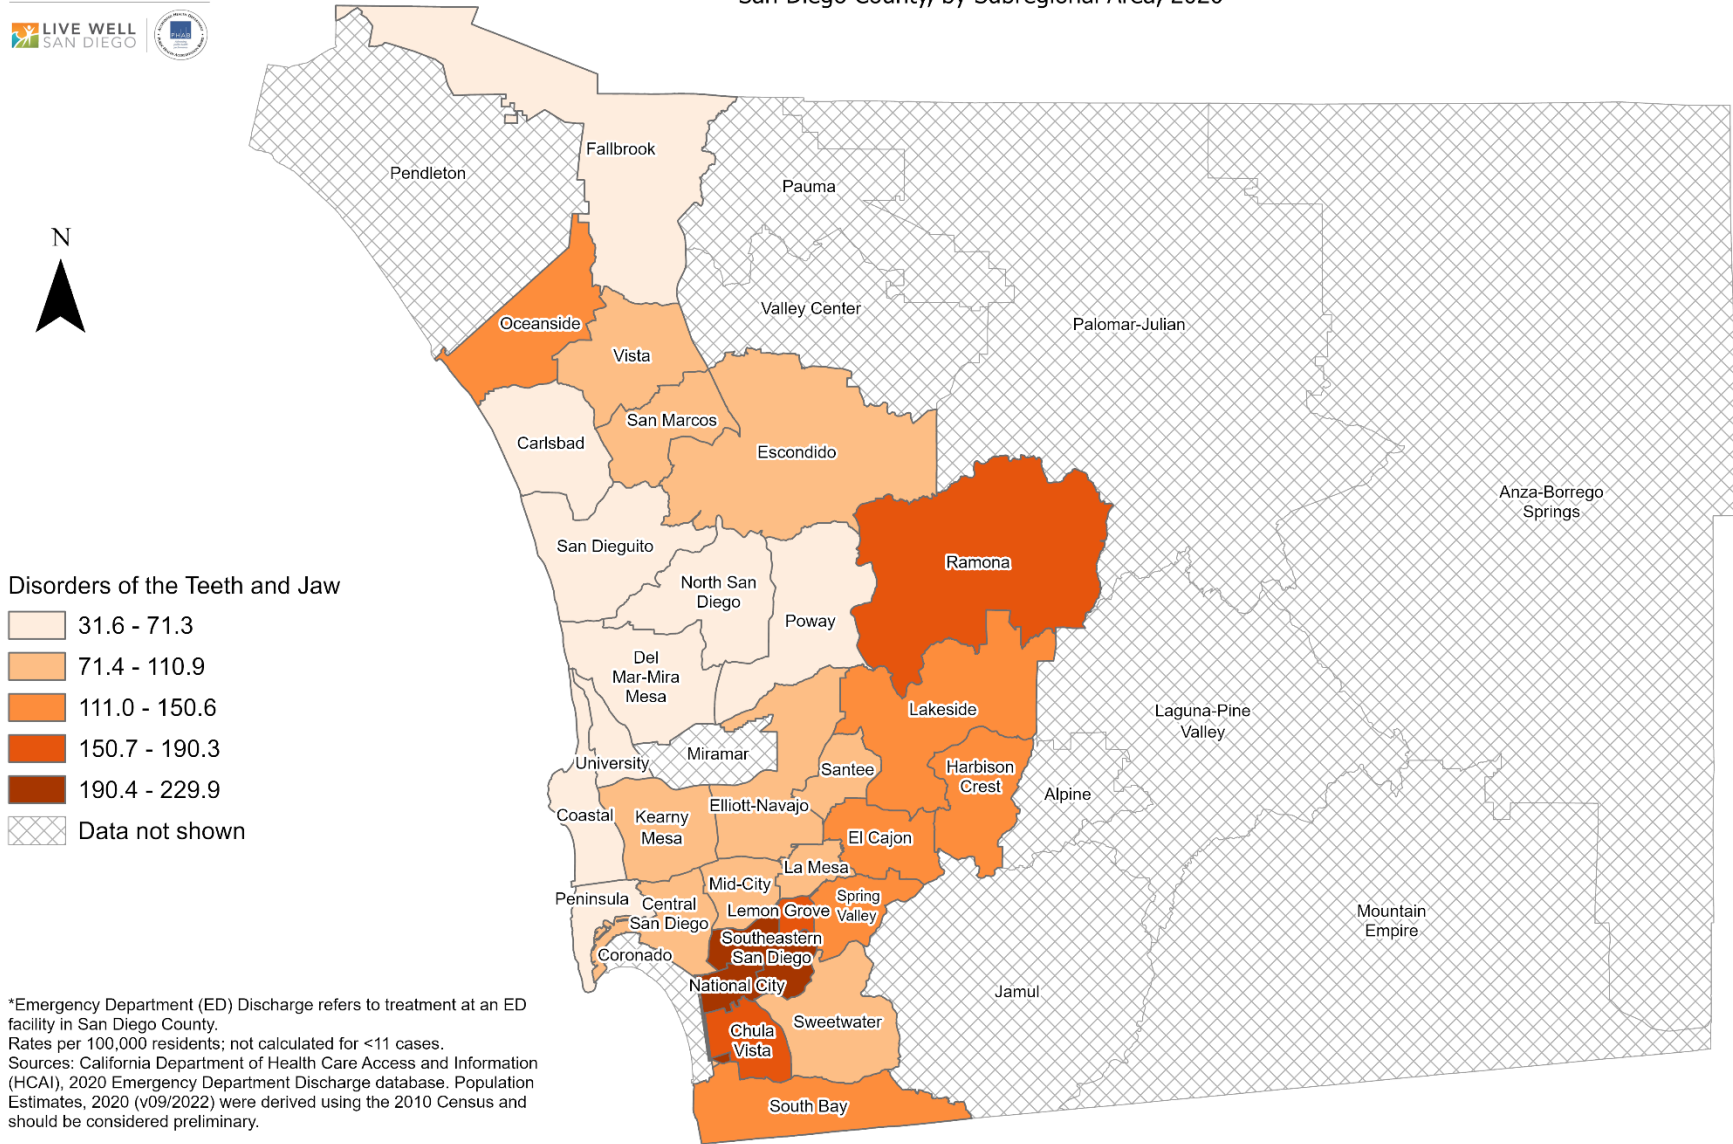 San Diego County, by Subregional Area, 2020
LIVE WELL
SAN DIEGO
PHAB
Fallbrook
Pendleton
Pauma
N
Valley Center
Oceanside
Palomar-Julian
Vista
San Marcos
Carlsbad
Escondido
Anza-Borrego
Springs
San Dieguito
Ramona
North San
Diego
Poway
Del
Mar-Mira
Mesa
Lakeside
Laguna-Pine
Valley
Miramar
University
Santee
Harbison
Crest
Alpine
Elliott-Navajo
Coastal
Kearny
Mesa
El Cajon
La Mesa
Mid-City
Peninsula
Central
San Diego
Lemon Grove
Spring
Valley
Mountain
Empire
Southeastern
San Diego
Coronado
National City
Jamul
Sweetwater
Chula
Vista
South Bay
Disorders of the Teeth and Jaw
31.6 - 71.3
71.4 - 110.9
111.0 - 150.6
150.7 - 190.3
190.4 - 229.9
Data not shown
*Emergency Department (ED) Discharge refers to treatment at an ED
facility in San Diego County.
Rates per 100,000 residents; not calculated for <11 cases.
Sources: California Department of Health Care Access and Information
(HCAI), 2020 Emergency Department Discharge database. Population
Estimates, 2020 (v09/2022) were derived using the 2010 Census and
should be considered preliminary.